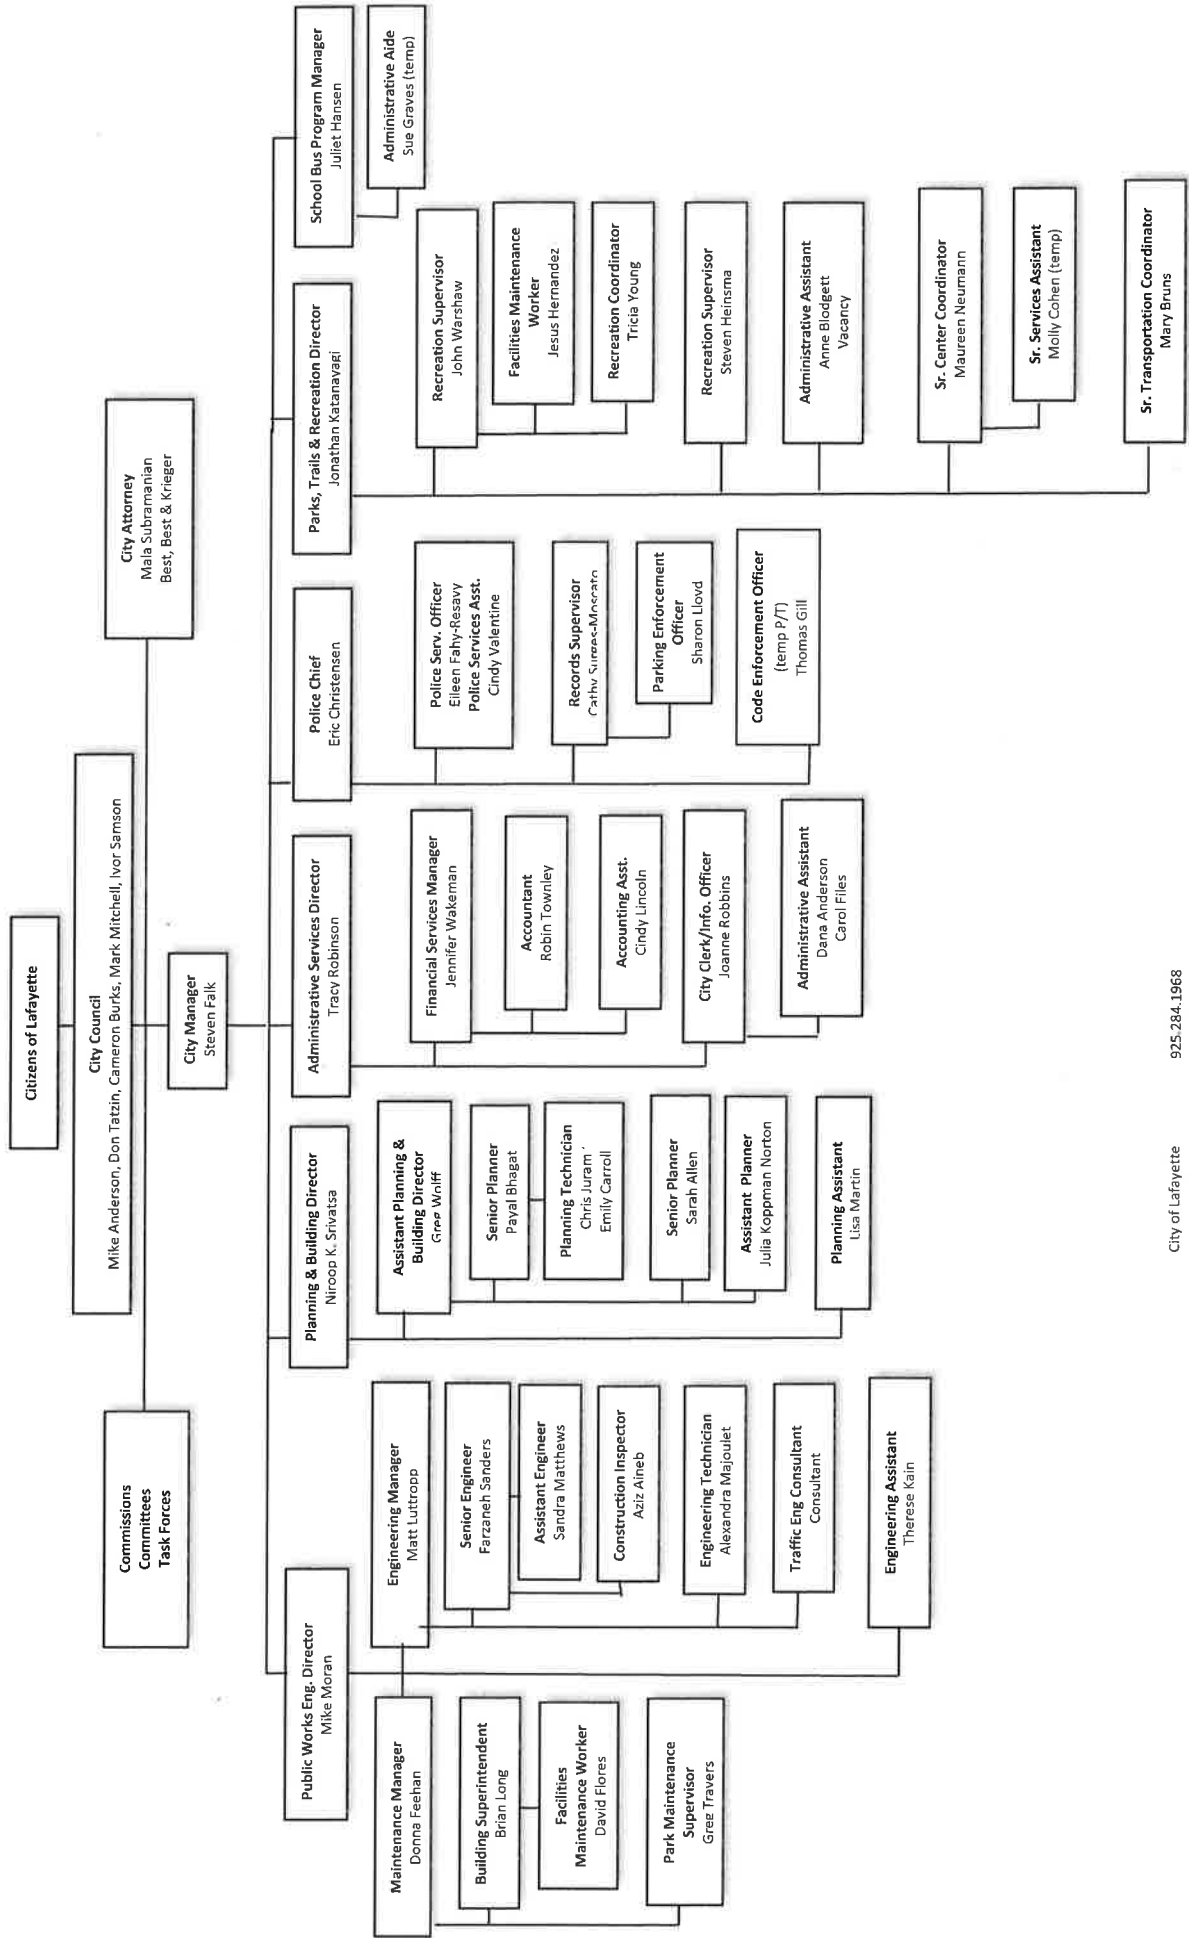 Citizens of Lafayette
City Council
Mike Anderson, Don Tatzin, Cameron Burks, Mark Mitchell, Ivor Samson
Commissions
Committees
Task Forces
City Attorney
Mala Subramanian
Best, Best & Krieger
City Manager
Steven Falk
Public Works Eng. Director
Mike Moran
Maintenance Manager
Donna Feehan
Building Superintendent
Brian Long
Facilities
Maintenance Worker
David Flores
Park Maintenance
Supervisor
Greg Travers
Engineering Manager
Matt Luttropp
Senior Engineer
Farzaneh Sanders
Assistant Engineer
Sandra Matthews
Construction Inspector
Aziz Aineb
Engineering Technician
Alexandra Majoulet
Traffic Eng Consultant
Consultant
Engineering Assistant
Therese Kain
Planning & Building Director
Niroop K. Srivatsa
Assistant Planning &
Building Director
Greg Wolff
Senior Planner
Payal Bhagat
Planning Technician
Chris Juram
Emily Carroll
Senior Planner
Sarah Allen
Assistant Planner
Julia Koppman Norton
Planning Assistant
Lisa Martin
Administrative Services Director
Tracy Robinson
Financial Services Manager
Jennifer Wakeman
Accountant
Robin Townley
Accounting Asst.
Cindy Lincoln
City Clerk/Info. Officer
Joanne Robbins
Administrative Assistant
Dana Anderson
Carol Files
Police Chief
Eric Christensen
Police Serv. Officer
Eileen Fahy-Resavy
Police Services Asst.
Cindy Valentine
Records Supervisor
Cathy Surges-Moscato
Parking Enforcement
Officer
Sharon Lloyd
Code Enforcement Officer
(temp P/T)
Thomas Gill
Parks, Trails & Recreation Director
Jonathan Katanayagi
Recreation Supervisor
John Warshaw
Facilities Maintenance
Worker
Jesus Hernandez
Recreation Coordinator
Tricia Young
Recreation Supervisor
Steven Heinsma
Administrative Assistant
Anne Blodgett
Vacancy
Sr. Center Coordinator
Maureen Neumann
Sr. Services Assistant
Molly Cohen (temp)
Sr. Transportation Coordinator
Mary Bruns
School Bus Program Manager
Juliet Hansen
Administrative Aide
Sue Graves (temp)
City of Lafayette 925.284.1968